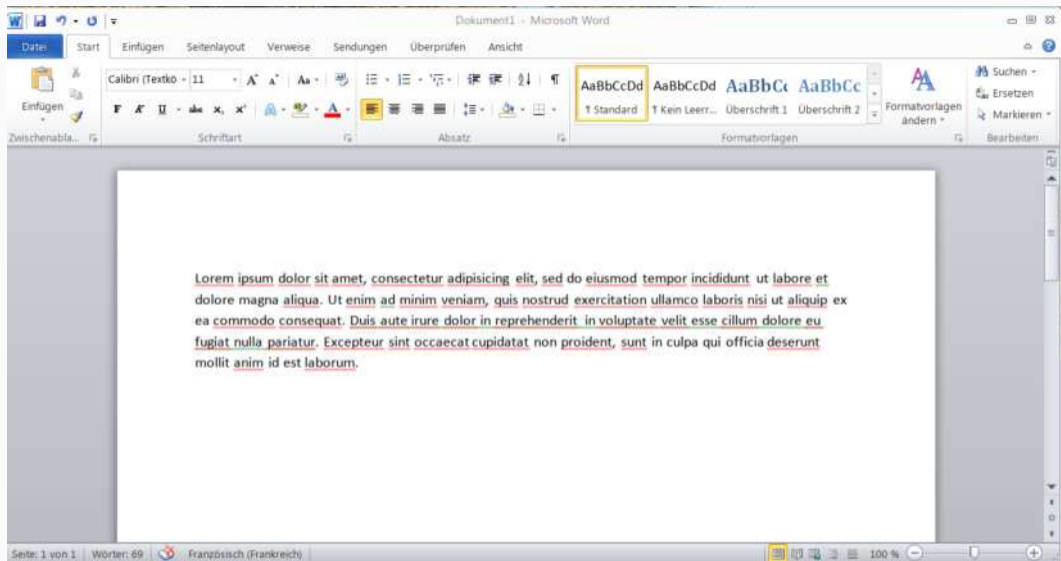 Dokument1 - Microsoft Word
Datei Start Einfügen Seitenlayout Verweise Sendungen Überprüfen Ansicht
Calibri (Textkö 11 Aa
Einfügen
F K U abc x, x'
AaBbCcDd AaBbCcDd AaBbCc AaBbCc
1 Standard 1 Kein Leerr... Überschrift 1 Überschrift 2
Formatvorlagen
ändern
Suchen
Ersetzen
Markieren
Zwischenabla... Schriftart Absatz Formatvorlagen Bearbeiten
Lorem ipsum dolor sit amet, consectetur adipisicing elit, sed do eiusmod tempor incididunt ut labore et
dolore magna aliqua. Ut enim ad minim veniam, quis nostrud exercitation ullamco laboris nisi ut aliquip ex
ea commodo consequat. Duis aute irure dolor in reprehenderit in voluptate velit esse cillum dolore eu
fugiat nulla pariatur. Excepteur sint occaecat cupidatat non proident, sunt in culpa qui officia deserunt
mollit anim id est laborum.
Seite: 1 von 1 Wörter: 69 Französisch (Frankreich) 100 %